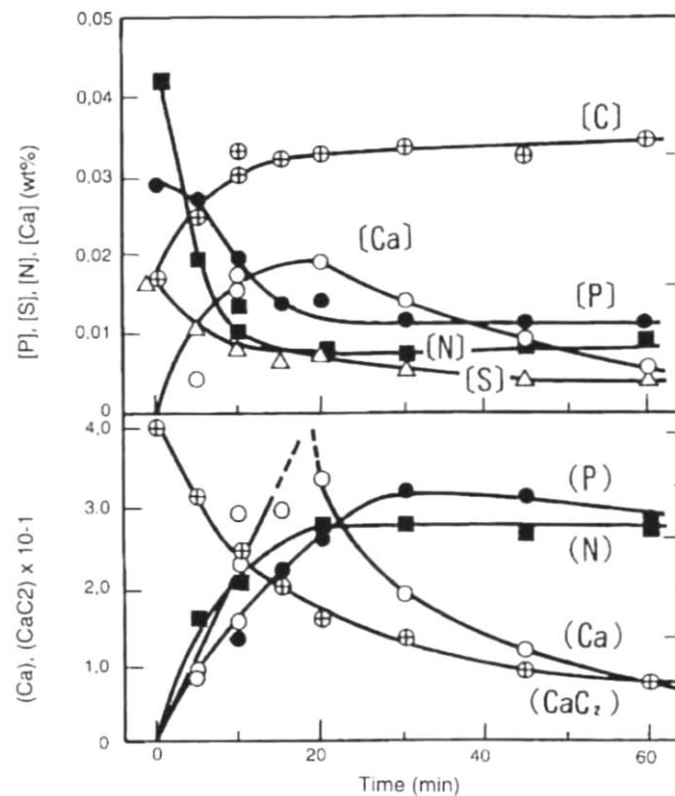 0,05
0,04
0.03
0.02
0.01
0
[P]. [S], [N]. [Ca] (wt%)
[C]
[Ca]
[P]
[N]
[S]
4,0
3.0
2.0
1.0
0
(Ca), (CaC2) x 10-1
(P)
(N)
(Ca)
(CaC₂)
0
20
40
60
Time (min)